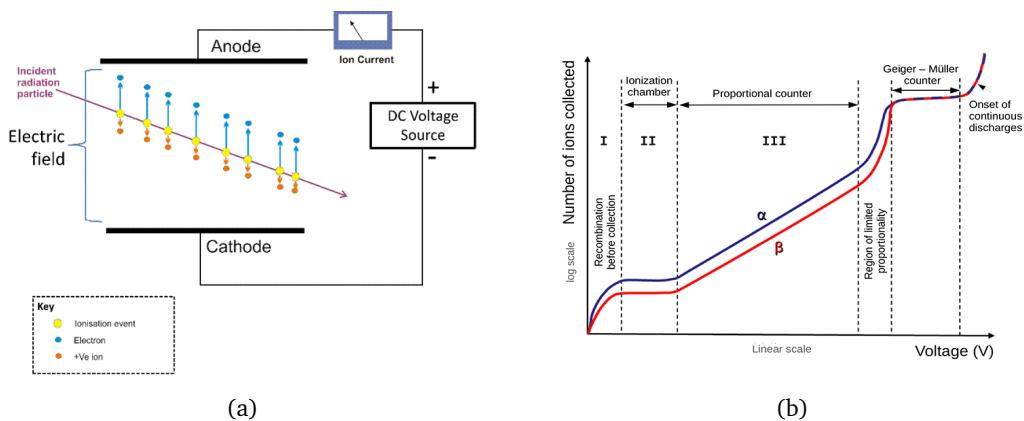 Anode
Ion Current
Incident
radiation
particle
+
DC Voltage
Source
-
Electric
field
Cathode
Key
Ionisation event
Electron
+Ve ion
(a)
Number of ions collected
log scale
Ionization
chamber
Proportional counter
Geiger – Müller
counter
Onset of
continuous
discharges
I
II
III
α
β
Recombination
before collection
Region of limited
proportionality
Linear scale
Voltage (V)
(b)